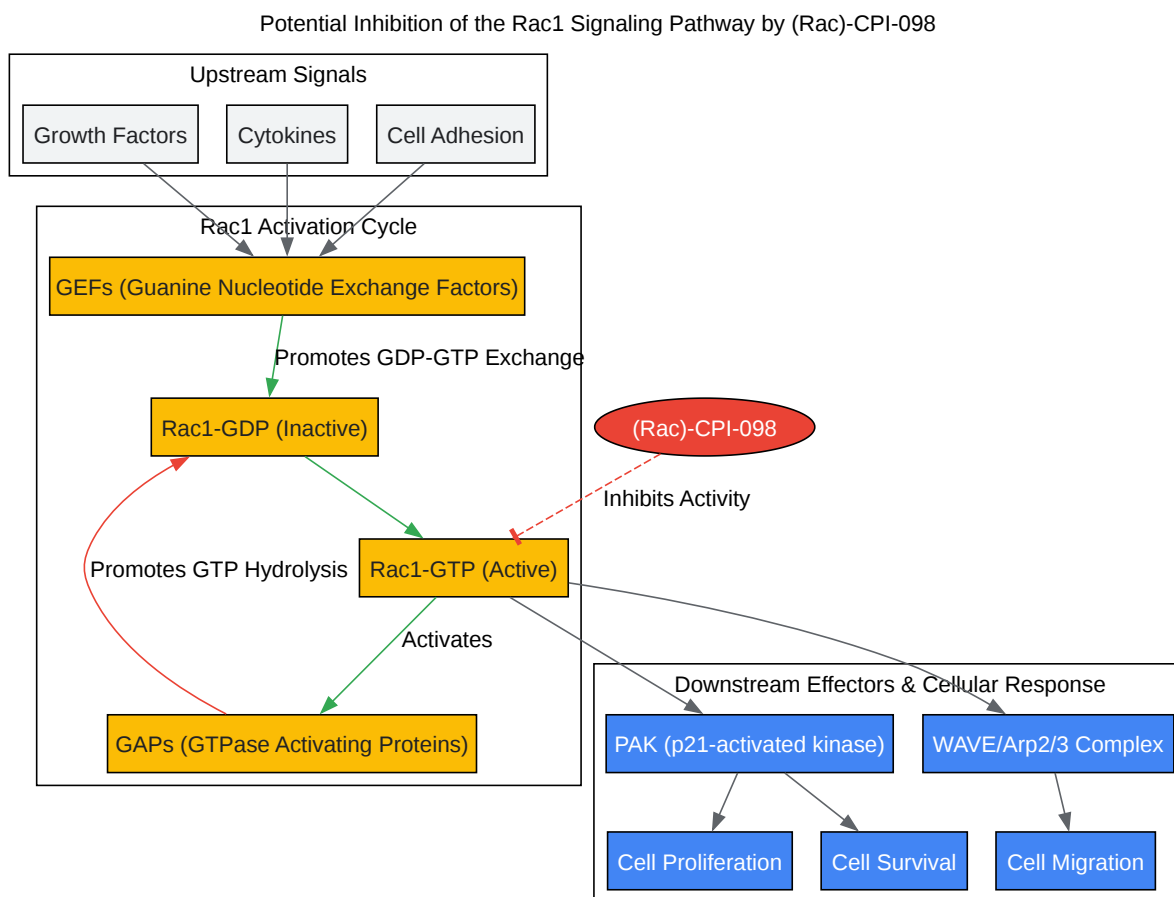 Potential Inhibition of the Rac1 Signaling Pathway by (Rac)-CPI-098
Upstream Signals
Growth Factors
Cytokines
Cell Adhesion
Rac1 Activation Cycle
GEFs (Guanine Nucleotide Exchange Factors)
Promotes GDP-GTP Exchange
Rac1-GDP (Inactive)
(Rac)-CPI-098
Inhibits Activity
Promotes GTP Hydrolysis
Rac1-GTP (Active)
Activates
Downstream Effectors & Cellular Response
GAPs (GTPase Activating Proteins)
PAK (p21-activated kinase)
WAVE/Arp2/3 Complex
Cell Proliferation
Cell Survival
Cell Migration